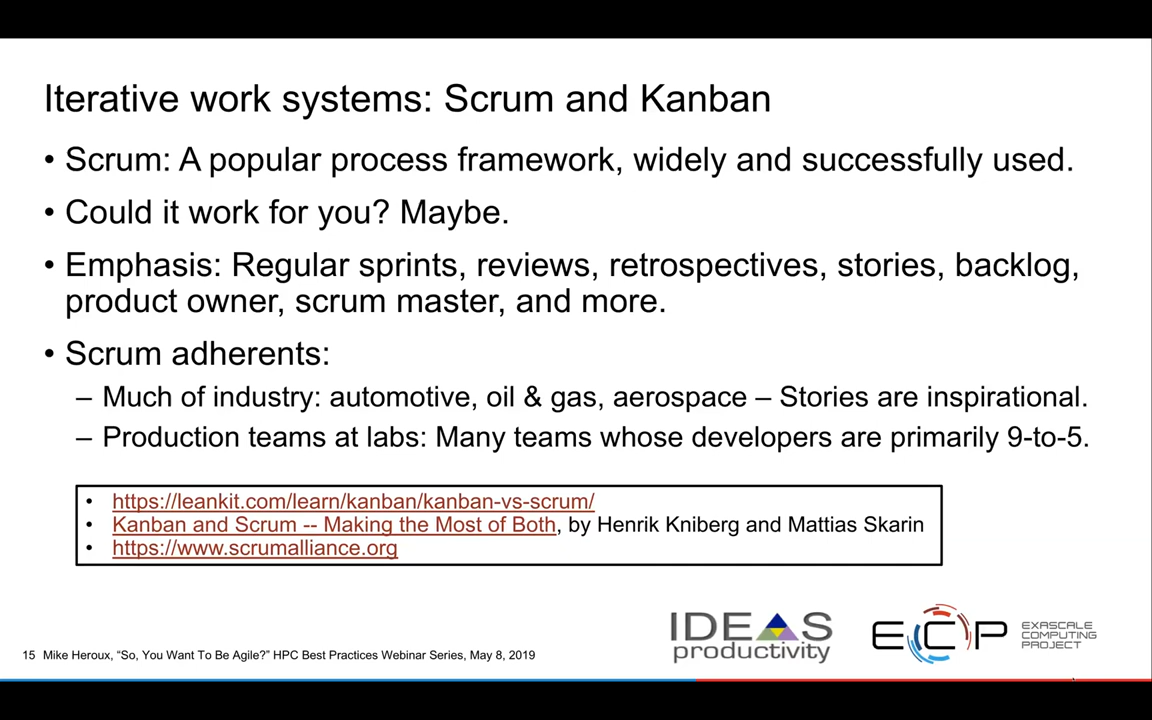 Iterative work systems: Scrum and Kanban
• Scrum: A popular process framework, widely and successfully used.
• Could it work for you? Maybe.
• Emphasis: Regular sprints, reviews, retrospectives, stories, backlog,
product owner, scrum master, and more.
• Scrum adherents:
– Much of industry: automotive, oil & gas, aerospace – Stories are inspirational.
– Production teams at labs: Many teams whose developers are primarily 9-to-5.
• https://leankit.com/learn/kanban/kanban-vs-scrum/
• Kanban and Scrum -- Making the Most of Both, by Henrik Kniberg and Mattias Skarin
• https://www.scrumalliance.org
IDEAS
productivity
ECP
EXASCALE
COMPUTING
PROJECT
15 Mike Heroux, “So, You Want To Be Agile?” HPC Best Practices Webinar Series, May 8, 2019